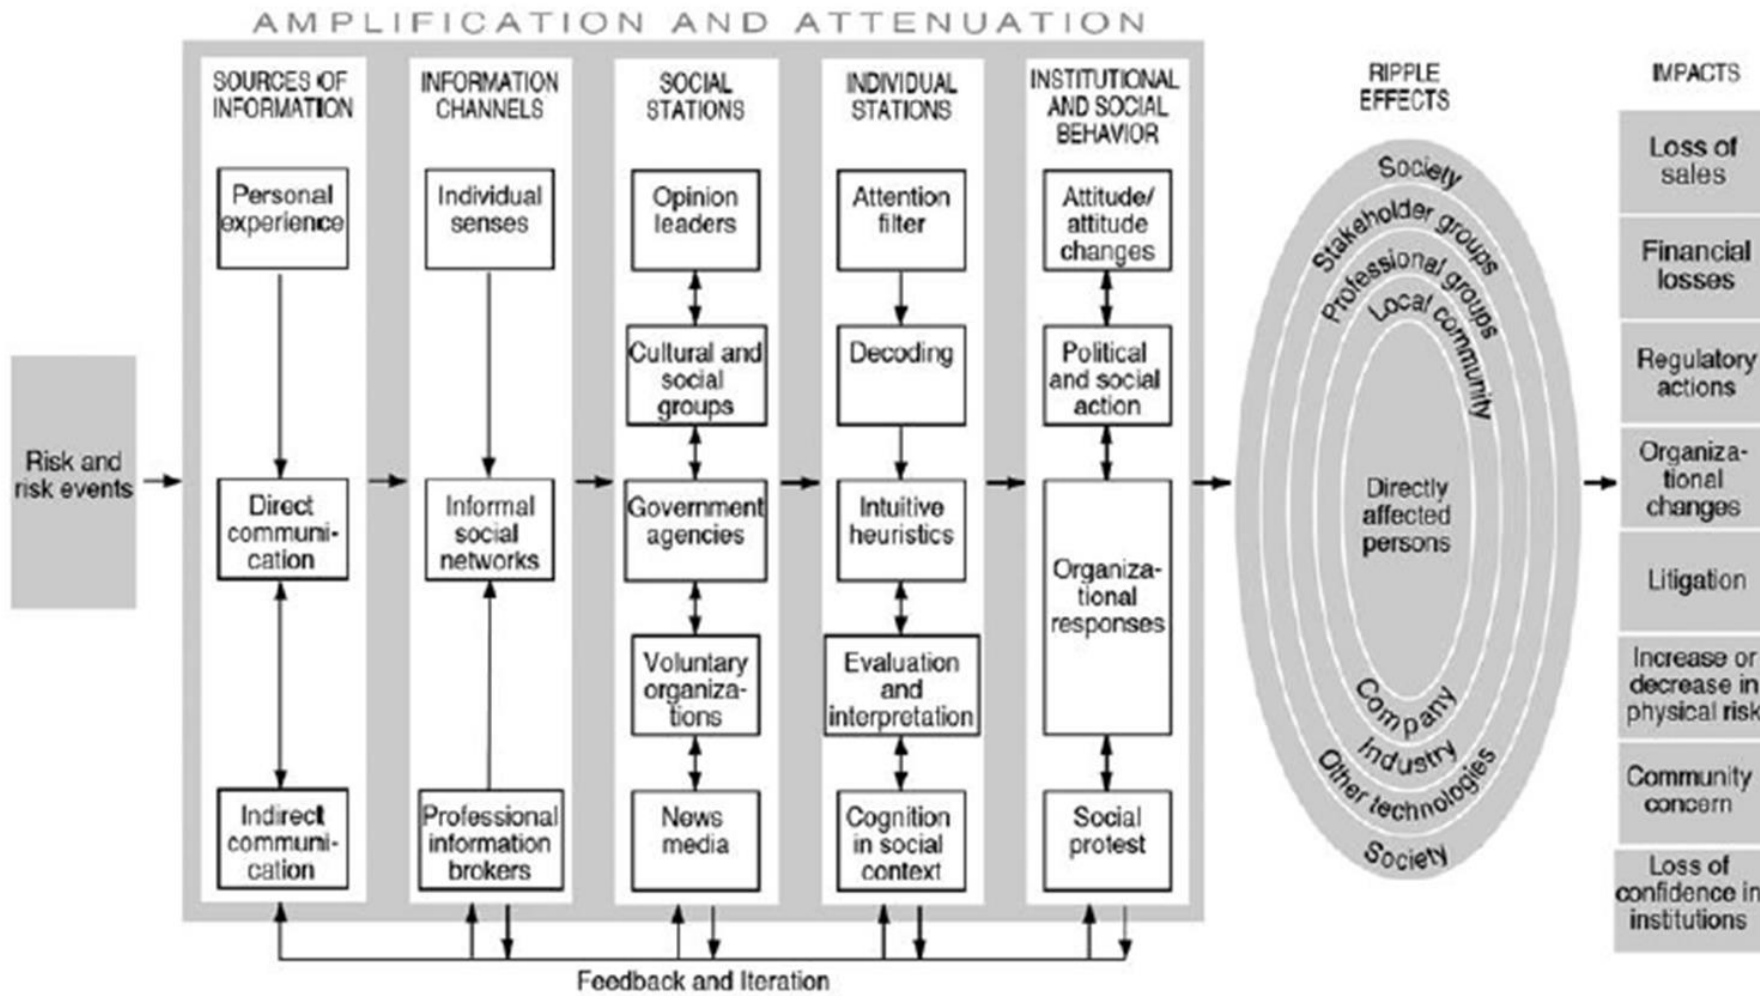 AMPLIFICATION AND ATTENUATION
Risk and
risk events
SOURCES OF
INFORMATION
Personal
experience
Direct
communi-
cation
Indirect
communi-
cation
INFORMATION
CHANNELS
Individual
senses
Informal
social
networks
Professional
information
brokers
SOCIAL
STATIONS
Opinion
leaders
Cultural and
social
groups
Government
agencies
Voluntary
organiza-
tions
News
media
INDIVIDUAL
STATIONS
Attention
filter
Decoding
Intuitive
heuristics
Evaluation
and
interpretation
Cognition
in social
context
INSTITUTIONAL
AND SOCIAL
BEHAVIOR
Attitude/
attitude
changes
Political
and social
action
Organiza-
tional
responses
Social
protest
Feedback and Iteration
RIPPLE
EFFECTS
Society
Stakeholder groups
Professional groups
Local community
Directly
affected
persons
Company
Industry
Other technologies
Society
IMPACTS
Loss of
sales
Financial
losses
Regulatory
actions
Organiza-
tional
changes
Litigation
Increase or
decrease in
physical risk
Community
concern
Loss of
confidence in
institutions